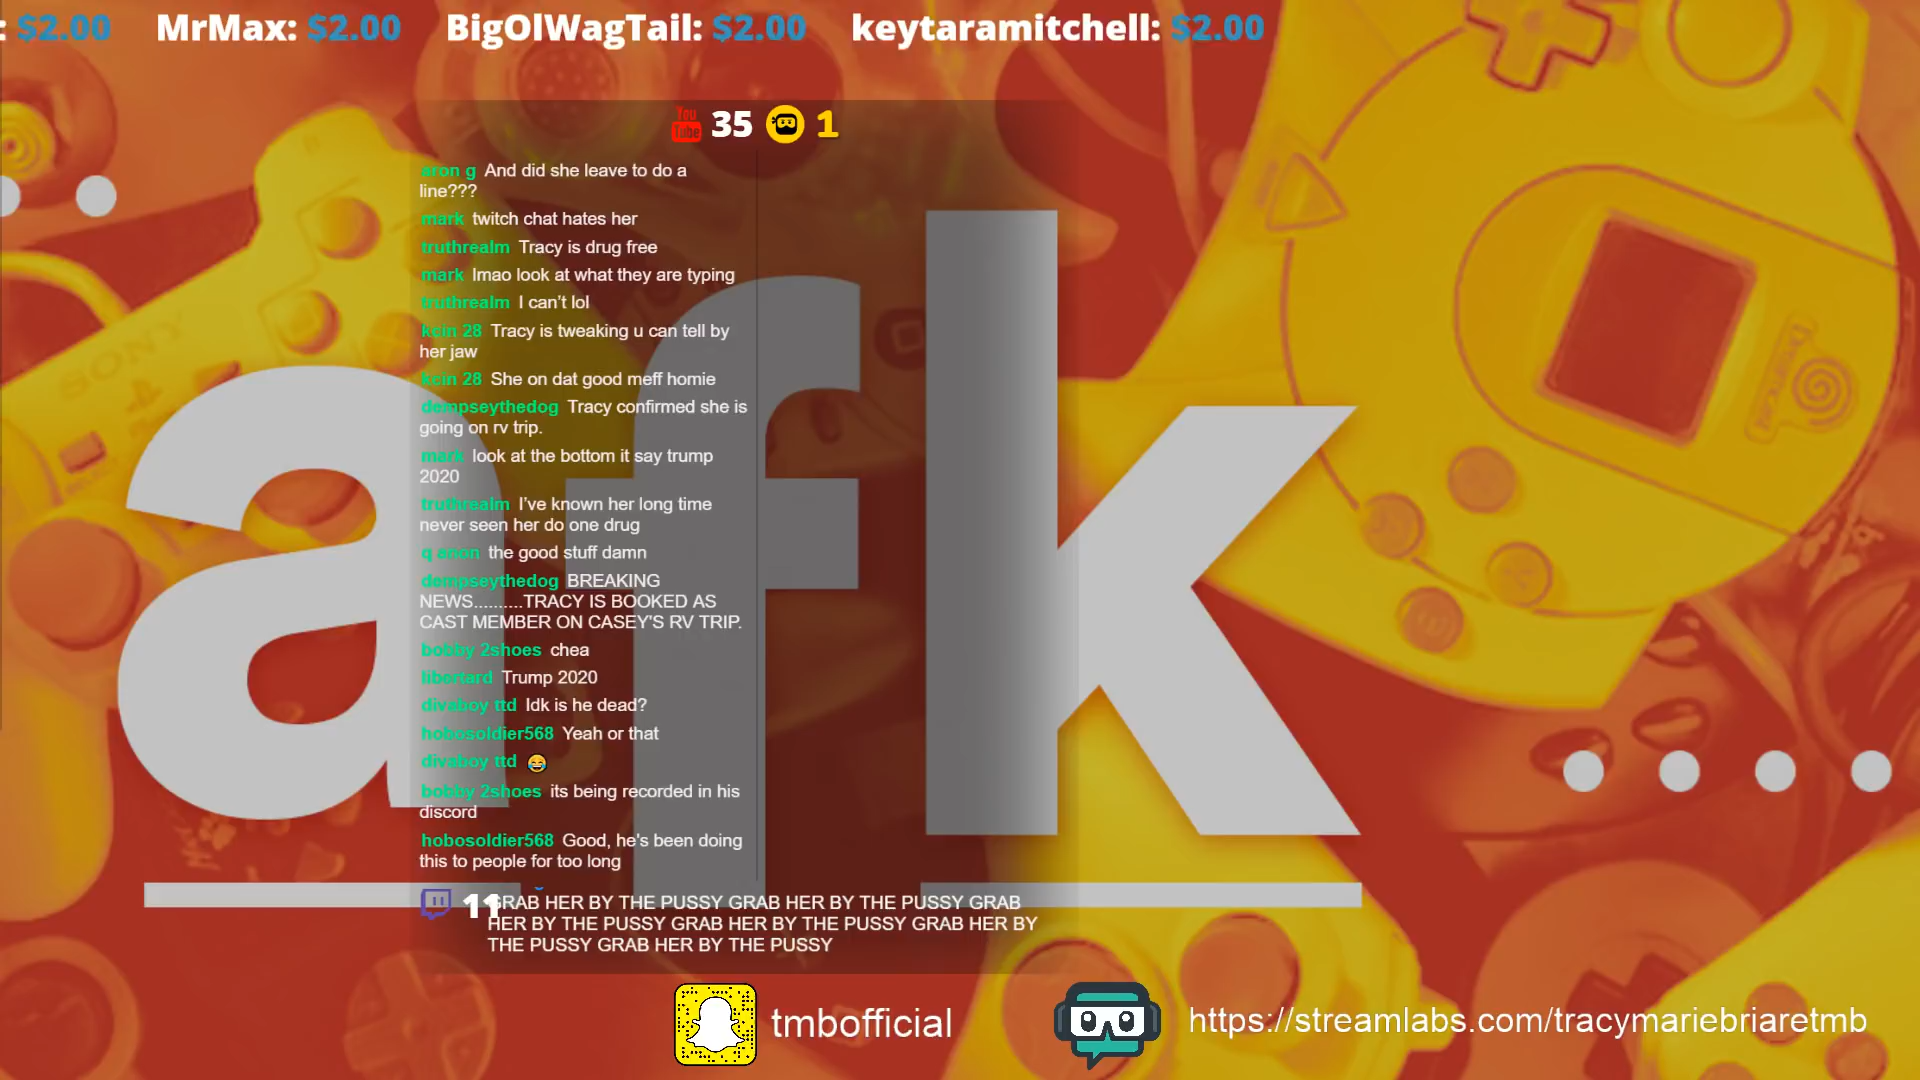 : $2.00 MrMax: $2.00 BigOlWagTail: $2.00 keytaramitchell: $2.00
You Tube 35 1
aron g And did she leave to do a
line???
mark twitch chat hates her
truthrealm Tracy is drug free
mark lmao look at what they are typing
truthrealm I can't lol
kcin 28 Tracy is tweaking u can tell by
her jaw
kcin 28 She on dat good meff homie
dempseythedog Tracy confirmed she is
going on rv trip.
mark look at the bottom it say trump
2020
truthrealm I've known her long time
never seen her do one drug
q anon the good stuff damn
dempseythedog BREAKING
NEWS..........TRACY IS BOOKED AS
CAST MEMBER ON CASEY'S RV TRIP.
bobby 2shoes chea
libertard Trump 2020
divaboy ttd Idk is he dead?
hobosoldier568 Yeah or that
divaboy ttd 😂
bobby 2shoes its being recorded in his
discord
hobosoldier568 Good, he's been doing
this to people for too long
11 GRAB HER BY THE PUSSY GRAB HER BY THE PUSSY GRAB
HER BY THE PUSSY GRAB HER BY THE PUSSY GRAB HER BY
THE PUSSY GRAB HER BY THE PUSSY
afk
SONY
Dreamcast
tmbofficial
https://streamlabs.com/tracymariebriaretmb